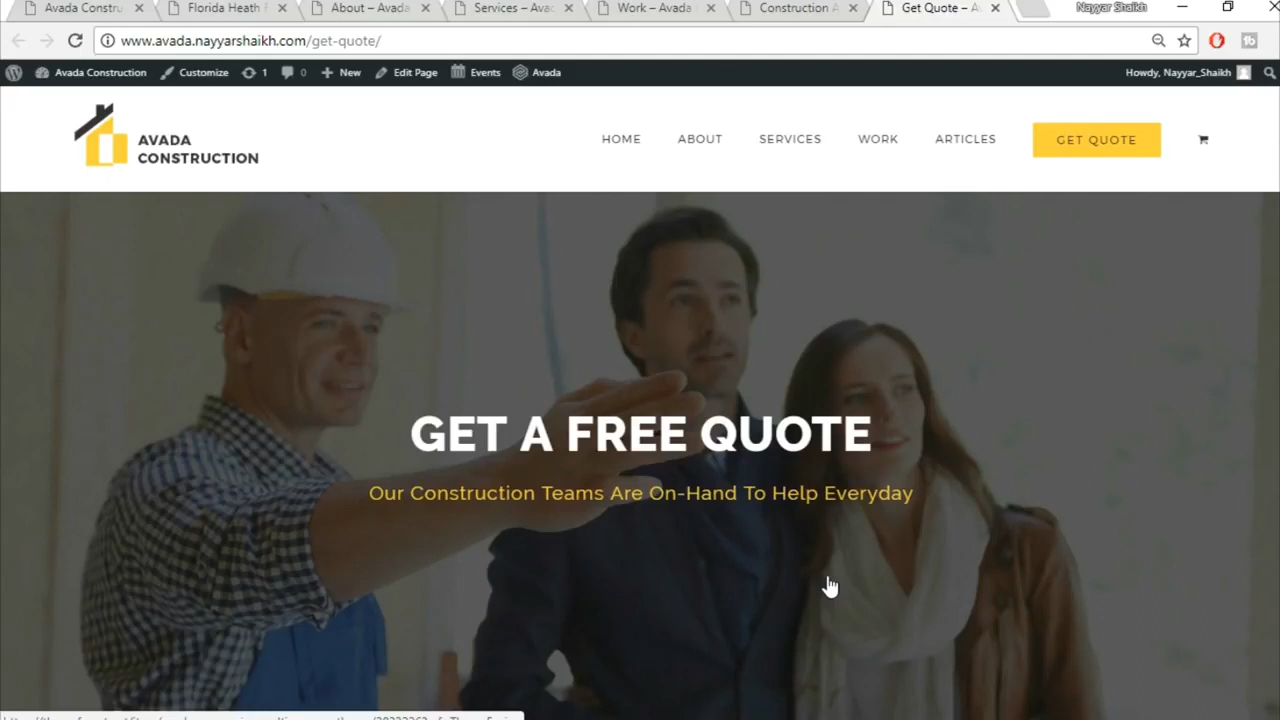 Avada Constru
Florida Heath
About – Avada
Services – Avad
Work – Avada
Construction A
Get Quote – A
Nayyar Shaikh
www.avada.nayyarshaikh.com/get-quote/
Avada Construction
Customize
1
0
New
Edit Page
Events
Avada
Howdy, Nayyar_Shaikh
AVADA
CONSTRUCTION
HOME
ABOUT
SERVICES
WORK
ARTICLES
GET QUOTE
GET A FREE QUOTE
Our Construction Teams Are On-Hand To Help Everyday